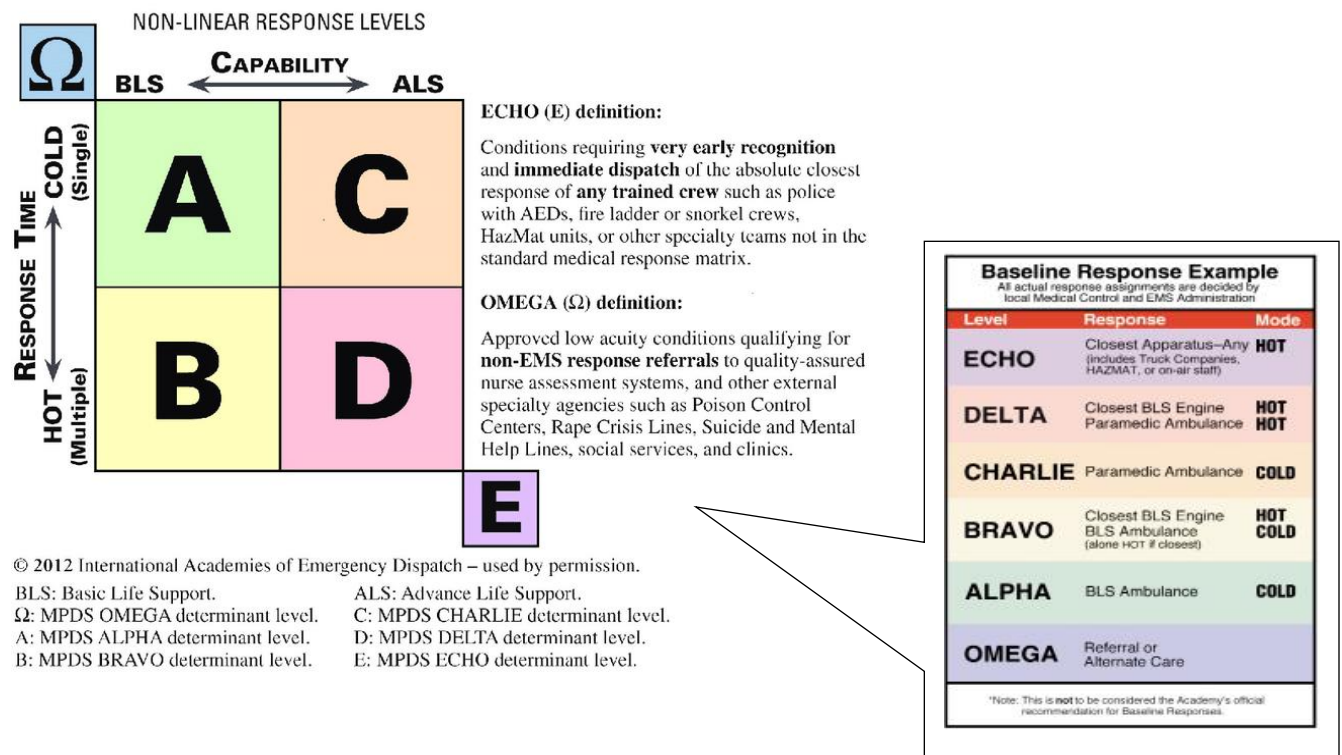 NON-LINEAR RESPONSE LEVELS
Ω
CAPABILITY
BLS
ALS
RESPONSE TIME
COLD
(Single)
HOT
(Multiple)
A
C
B
D
E
ECHO (E) definition:
Conditions requiring very early recognition
and immediate dispatch of the absolute closest
response of any trained crew such as police
with AEDs, fire ladder or snorkel crews,
HazMat units, or other specialty teams not in the
standard medical response matrix.
OMEGA (Ω) definition:
Approved low acuity conditions qualifying for
non-EMS response referrals to quality-assured
nurse assessment systems, and other external
specialty agencies such as Poison Control
Centers, Rape Crisis Lines, Suicide and Mental
Help Lines, social services, and clinics.
© 2012 International Academies of Emergency Dispatch – used by permission.
BLS: Basic Life Support.
Ω: MPDS OMEGA determinant level.
A: MPDS ALPHA determinant level.
B: MPDS BRAVO determinant level.
ALS: Advance Life Support.
C: MPDS CHARLIE determinant level.
D: MPDS DELTA determinant level.
E: MPDS ECHO determinant level.
Baseline Response Example
All actual response assignments are decided by
local Medical Control and EMS Administration
Level Response Mode
ECHO Closest Apparatus–Any HOT
(includes Truck Companies,
HAZMAT, or on-air staff)
DELTA Closest BLS Engine HOT
Paramedic Ambulance HOT
CHARLIE Paramedic Ambulance COLD
BRAVO Closest BLS Engine HOT
BLS Ambulance COLD
(alone HOT if closest)
ALPHA BLS Ambulance COLD
OMEGA Referral or
Alternate Care
*Note: This is not to be considered the Academy's official
recommendation for Baseline Responses.